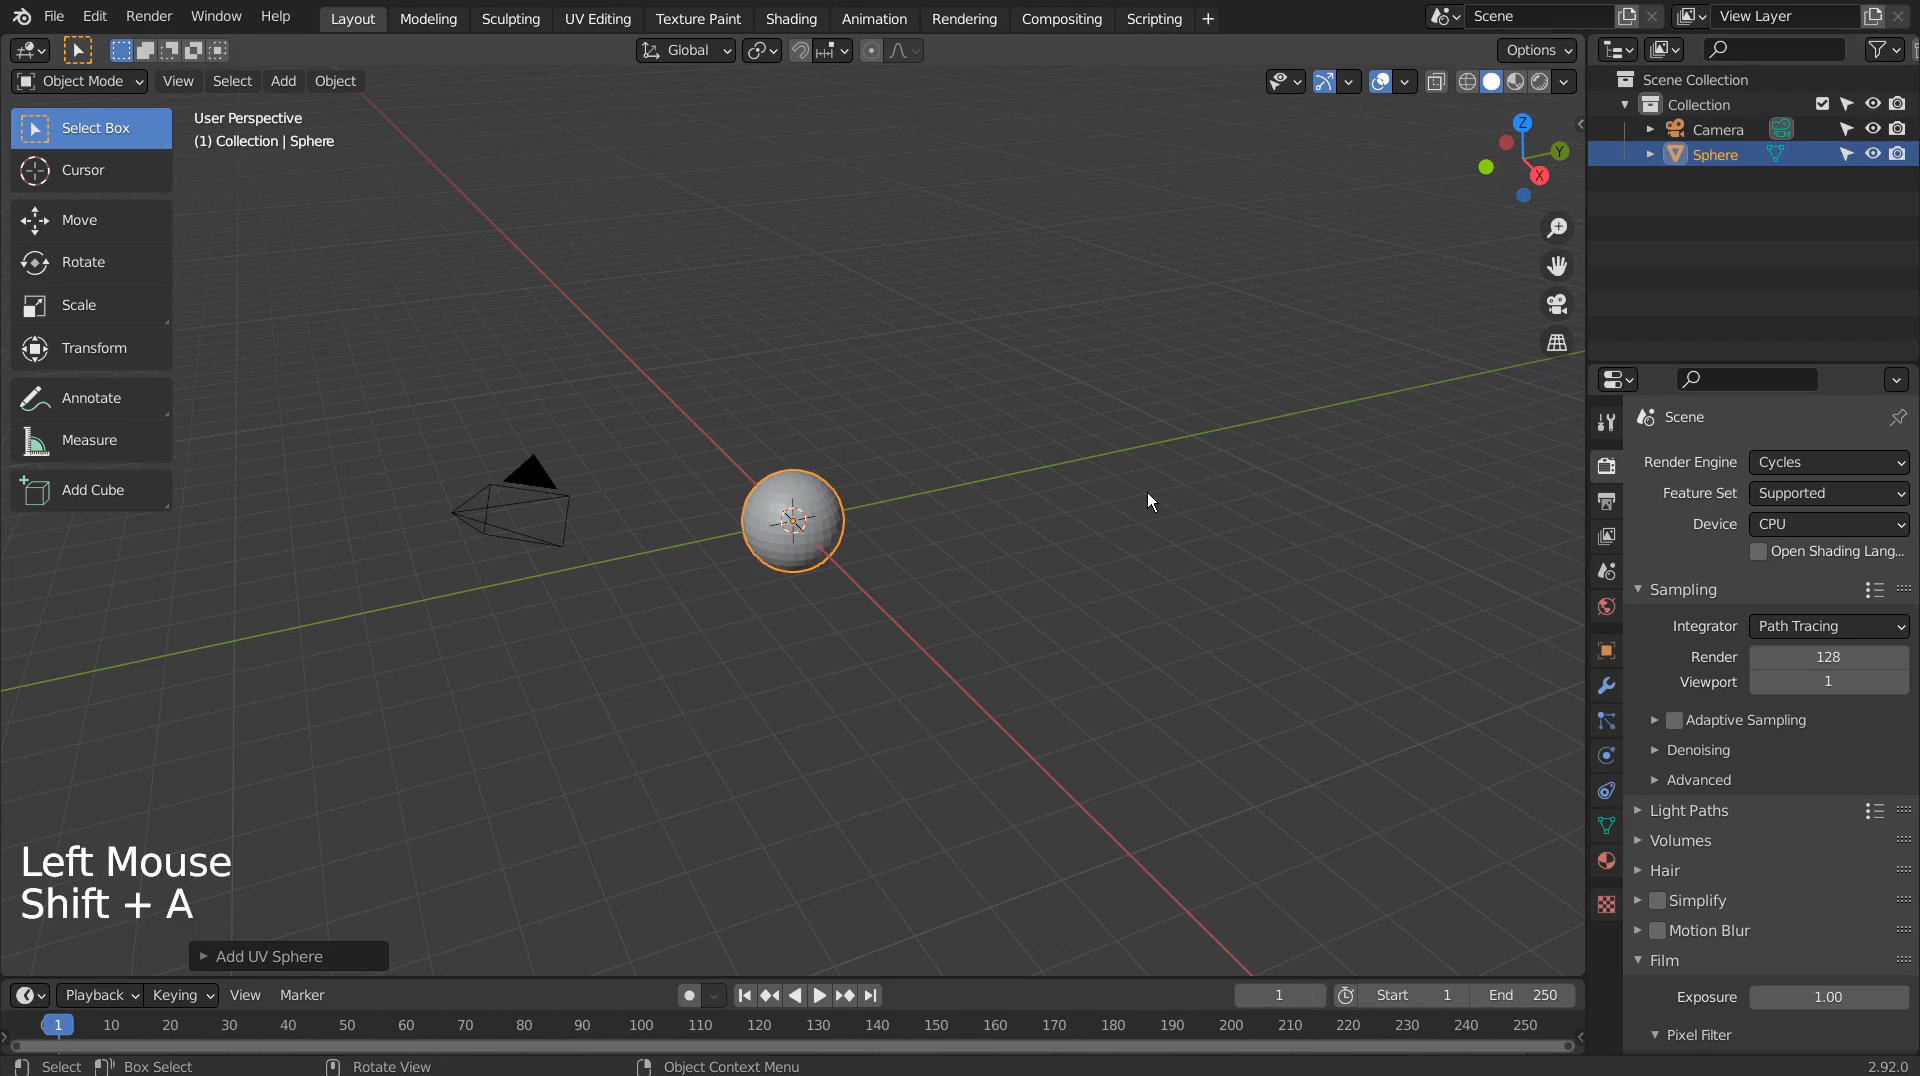 File Edit Render Window Help Layout Modeling Sculpting UV Editing Texture Paint Shading Animation Rendering Compositing Scripting + Scene View Layer
Global Options
Object Mode View Select Add Object
Scene Collection
Collection
Camera
Sphere
User Perspective
(1) Collection | Sphere
Z
Y
X
Select Box
Cursor
Move
Rotate
Scale
Transform
Annotate
Measure
Add Cube
Scene
Render Engine Cycles
Feature Set Supported
Device CPU
Open Shading Lang...
Sampling
Integrator Path Tracing
Render 128
Viewport 1
Adaptive Sampling
Denoising
Advanced
Light Paths
Volumes
Hair
Simplify
Motion Blur
Film
Exposure 1.00
Pixel Filter
Left Mouse
Shift + A
Add UV Sphere
Playback Keying View Marker 1 Start 1 End 250
1 10 20 30 40 50 60 70 80 90 100 110 120 130 140 150 160 170 180 190 200 210 220 230 240 250
Select Box Select Rotate View Object Context Menu 2.92.0